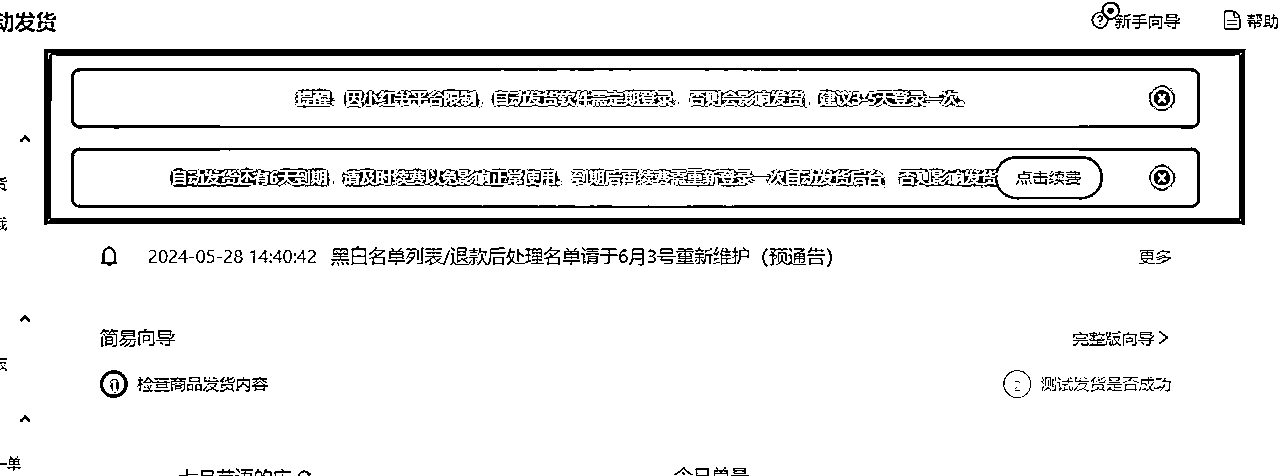 动发货
新手向导
帮助
提醒：因小红书平台限制，自动发货软件需定期登录，否则会影响发货，建议3-5天登录一次。
自动发货还有6天到期，请及时续费以免影响正常使用，到期后再续费需重新登录一次自动发货后台，否则影响发货
点击续费
2024-05-28 14:40:42 黑白名单列表/退款后处理名单请于6月3号重新维护（预通告）
更多
简易向导
完整版向导
检查商品发货内容
2 测试发货是否成功
一单
今日单量